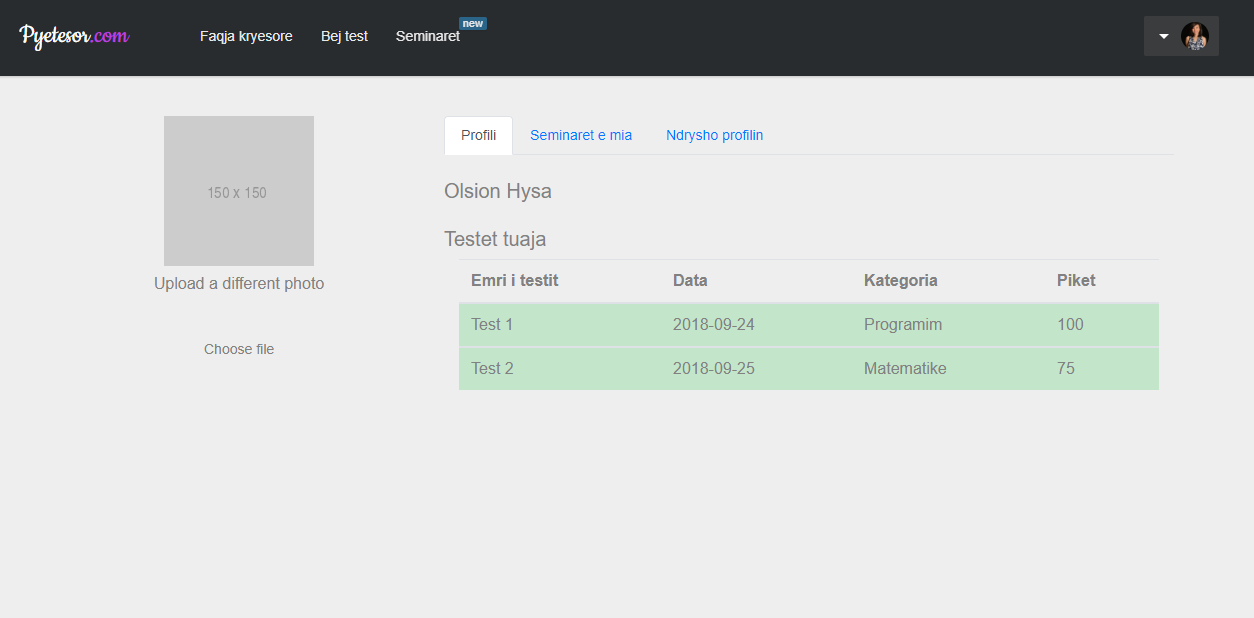 Pyetesor.com Faqja kryesore Bej test Seminaret new
150 x 150
Upload a different photo
Choose file
Profili Seminaret e mia Ndrysho profilin
Olsion Hysa
Testet tuaja
Emri i testit Data Kategoria Piket
Test 1 2018-09-24 Programim 100
Test 2 2018-09-25 Matematike 75